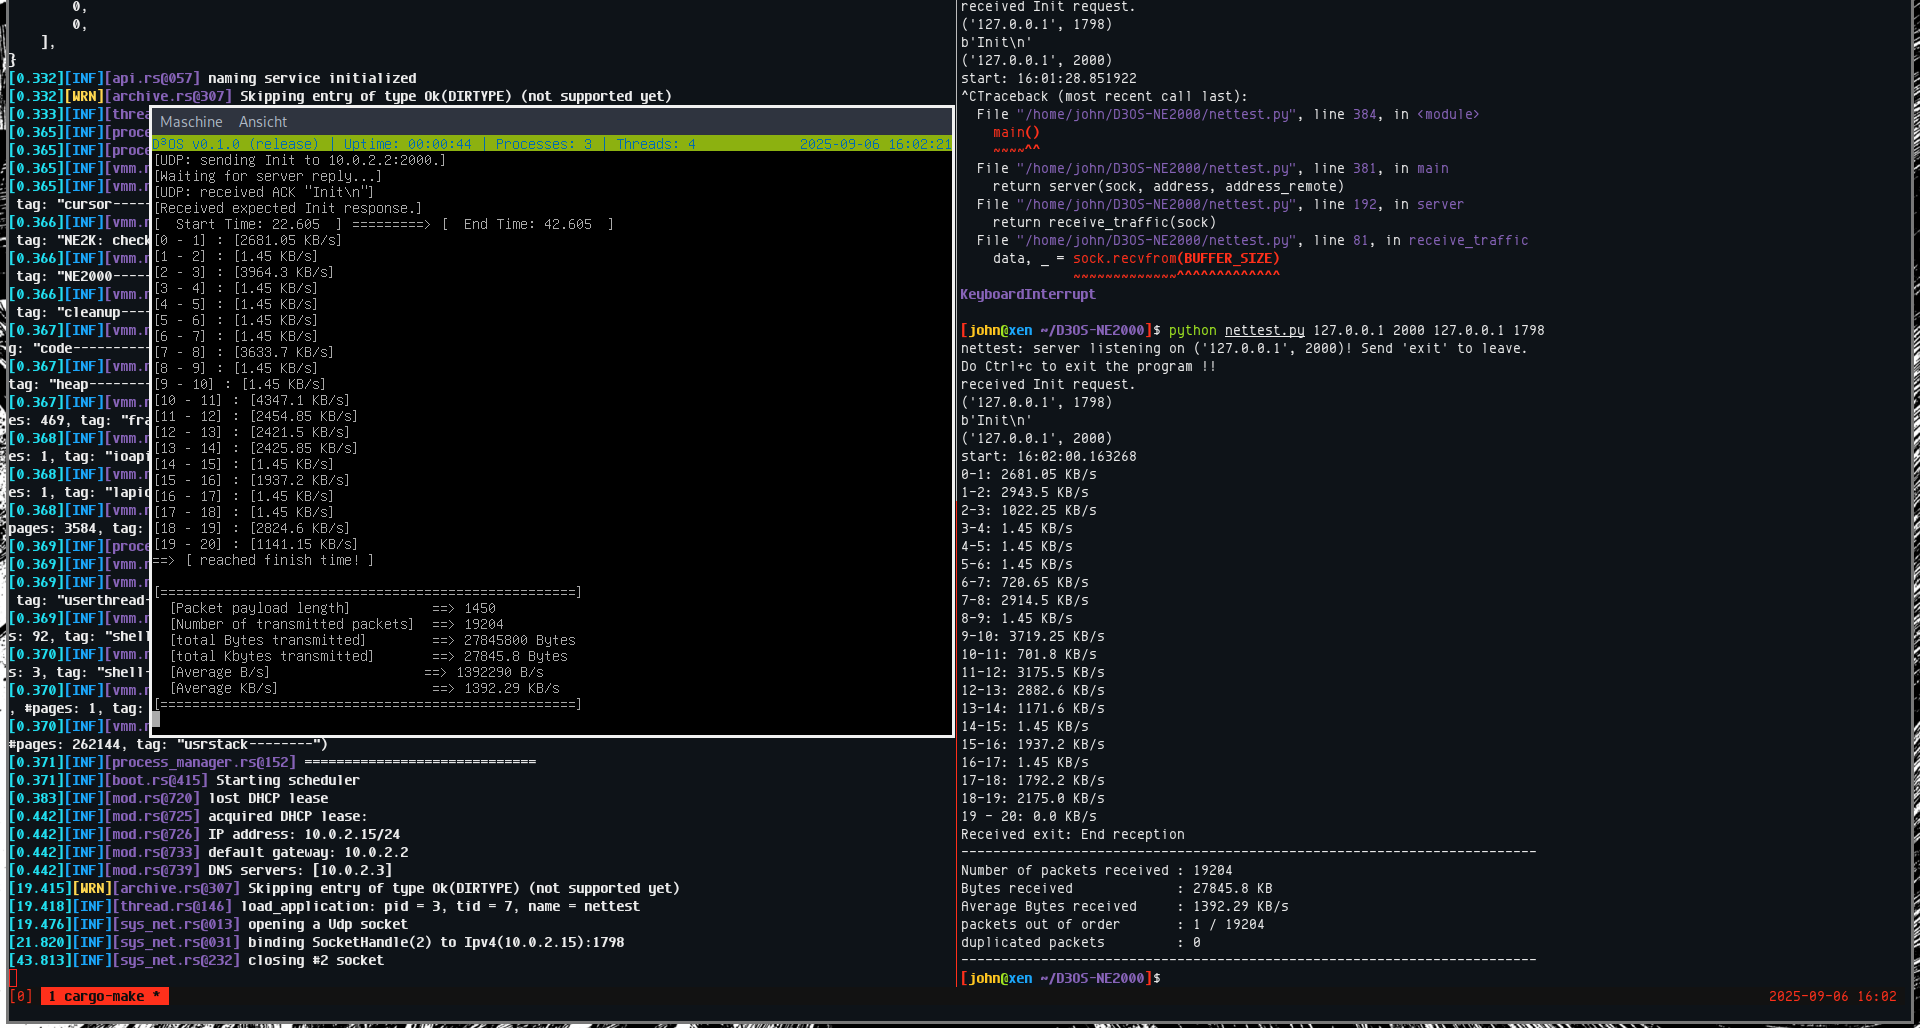 0,
        0,
    ],
}
[0.332][INF][api.rs@057] naming service initialized
[0.332][WRN][archive.rs@307] Skipping entry of type Ok(DIRTYPE) (not supported yet)
[0.333][INF][threa
[0.365][INF][proce
[0.365][INF][proce
[0.365][INF][vmm.r
[0.365][INF][vmm.r
 tag: "cursor----
[0.366][INF][vmm.r
 tag: "NE2K: check
[0.366][INF][vmm.r
 tag: "NE2000-----
[0.366][INF][vmm.r
 tag: "cleanup----
[0.367][INF][vmm.r
g: "code----------
[0.367][INF][vmm.r
tag: "heap--------
[0.367][INF][vmm.r
es: 469, tag: "fra
[0.368][INF][vmm.r
es: 1, tag: "ioapi
[0.368][INF][vmm.r
es: 1, tag: "lapic
[0.368][INF][vmm.r
pages: 3584, tag:
[0.369][INF][proce
[0.369][INF][vmm.r
[0.369][INF][vmm.r
 tag: "userthread-
[0.369][INF][vmm.r
s: 92, tag: "shell
[0.370][INF][vmm.r
s: 3, tag: "shell-
[0.370][INF][vmm.r
, #pages: 1, tag:
[0.370][INF][vmm.r
#pages: 262144, tag: "usrstack--------")
[0.371][INF][process_manager.rs@152] =============================
[0.371][INF][boot.rs@415] Starting scheduler
[0.383][INF][mod.rs@720] lost DHCP lease
[0.442][INF][mod.rs@725] acquired DHCP lease:
[0.442][INF][mod.rs@726] IP address: 10.0.2.15/24
[0.442][INF][mod.rs@733] default gateway: 10.0.2.2
[0.442][INF][mod.rs@739] DNS servers: [10.0.2.3]
[19.415][WRN][archive.rs@307] Skipping entry of type Ok(DIRTYPE) (not supported yet)
[19.418][INF][thread.rs@146] load_application: pid = 3, tid = 7, name = nettest
[19.476][INF][sys_net.rs@013] opening a Udp socket
[21.820][INF][sys_net.rs@031] binding SocketHandle(2) to Ipv4(10.0.2.15):1798
[43.813][INF][sys_net.rs@232] closing #2 socket
[0] 1 cargo-make *
Maschine Ansicht
D³OS v0.1.0 (release) | Uptime: 00:00:44 | Processes: 3 | Threads: 4 2025-09-06 16:02:21
[UDP: sending Init to 10.0.2.2:2000.]
[Waiting for server reply...]
[UDP: received ACK "Init\n"]
[Received expected Init response.]
[  Start Time: 22.605  ] =========> [  End Time: 42.605  ]
[0 - 1] : [2681.05 KB/s]
[1 - 2] : [1.45 KB/s]
[2 - 3] : [3964.3 KB/s]
[3 - 4] : [1.45 KB/s]
[4 - 5] : [1.45 KB/s]
[5 - 6] : [1.45 KB/s]
[6 - 7] : [1.45 KB/s]
[7 - 8] : [3633.7 KB/s]
[8 - 9] : [1.45 KB/s]
[9 - 10] : [1.45 KB/s]
[10 - 11] : [4347.1 KB/s]
[11 - 12] : [2454.85 KB/s]
[12 - 13] : [2421.5 KB/s]
[13 - 14] : [2425.85 KB/s]
[14 - 15] : [1.45 KB/s]
[15 - 16] : [1937.2 KB/s]
[16 - 17] : [1.45 KB/s]
[17 - 18] : [1.45 KB/s]
[18 - 19] : [2824.6 KB/s]
[19 - 20] : [1141.15 KB/s]
==> [ reached finish time! ]
[====================================================]
  [Packet payload length]          ==> 1450
  [Number of transmitted packets]  ==> 19204
  [total Bytes transmitted]        ==> 27845800 Bytes
  [total Kbytes transmitted]       ==> 27845.8 Bytes
  [Average B/s]                   ==> 1392290 B/s
  [Average KB/s]                   ==> 1392.29 KB/s
[====================================================]
received Init request.
('127.0.0.1', 1798)
b'Init\n'
('127.0.0.1', 2000)
start: 16:01:28.851922
^CTraceback (most recent call last):
  File "/home/john/D3OS-NE2000/nettest.py", line 384, in <module>
    main()
    ~~~~^^
  File "/home/john/D3OS-NE2000/nettest.py", line 381, in main
    return server(sock, address, address_remote)
  File "/home/john/D3OS-NE2000/nettest.py", line 192, in server
    return receive_traffic(sock)
  File "/home/john/D3OS-NE2000/nettest.py", line 81, in receive_traffic
    data, _ = sock.recvfrom(BUFFER_SIZE)
              ~~~~~~~~~~~~~^^^^^^^^^^^^^
KeyboardInterrupt
[john@xen ~/D3OS-NE2000]$ python nettest.py 127.0.0.1 2000 127.0.0.1 1798
nettest: server listening on ('127.0.0.1', 2000)! Send 'exit' to leave.
Do Ctrl+c to exit the program !!
received Init request.
('127.0.0.1', 1798)
b'Init\n'
('127.0.0.1', 2000)
start: 16:02:00.163268
0-1: 2681.05 KB/s
1-2: 2943.5 KB/s
2-3: 1022.25 KB/s
3-4: 1.45 KB/s
4-5: 1.45 KB/s
5-6: 1.45 KB/s
6-7: 720.65 KB/s
7-8: 2914.5 KB/s
8-9: 1.45 KB/s
9-10: 3719.25 KB/s
10-11: 701.8 KB/s
11-12: 3175.5 KB/s
12-13: 2882.6 KB/s
13-14: 1171.6 KB/s
14-15: 1.45 KB/s
15-16: 1937.2 KB/s
16-17: 1.45 KB/s
17-18: 1792.2 KB/s
18-19: 2175.0 KB/s
19 - 20: 0.0 KB/s
Received exit: End reception
------------------------------------------------------------------------
Number of packets received : 19204
Bytes received             : 27845.8 KB
Average Bytes received     : 1392.29 KB/s
packets out of order       : 1 / 19204
duplicated packets         : 0
------------------------------------------------------------------------
[john@xen ~/D3OS-NE2000]$
2025-09-06 16:02